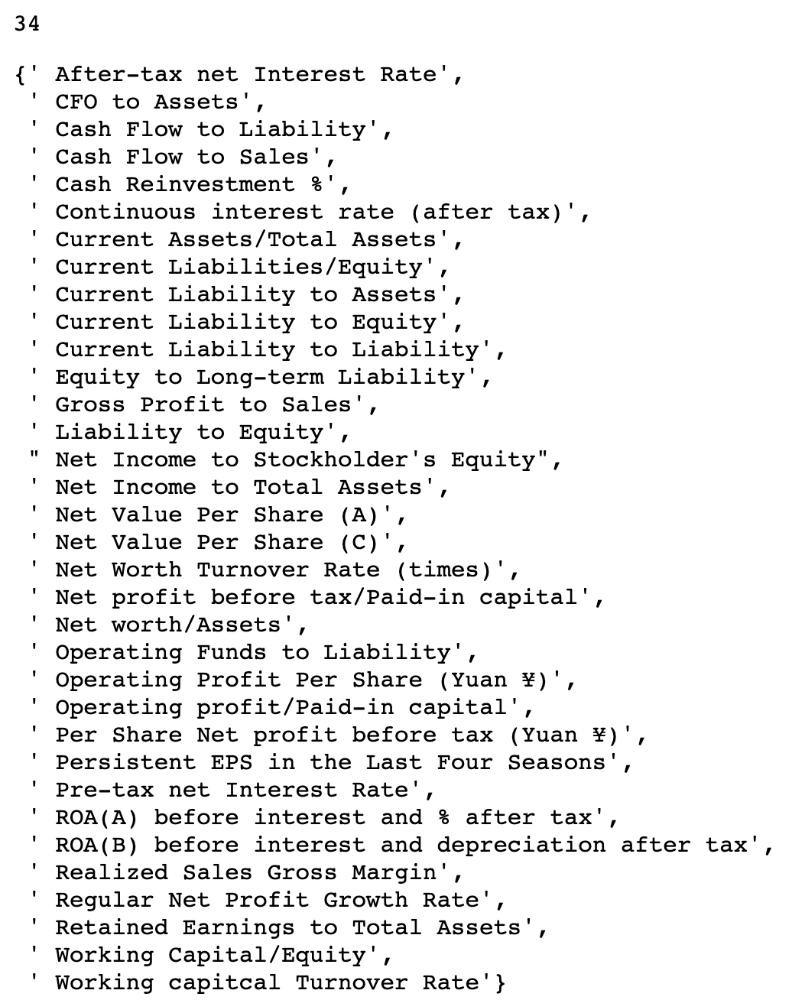 34
{' After-tax net Interest Rate',
' CFO to Assets',
' Cash Flow to Liability',
' Cash Flow to Sales',
' Cash Reinvestment %',
' Continuous interest rate (after tax)',
' Current Assets/Total Assets',
' Current Liabilities/Equity',
' Current Liability to Assets',
' Current Liability to Equity',
' Current Liability to Liability',
' Equity to Long-term Liability',
' Gross Profit to Sales',
' Liability to Equity',
" Net Income to Stockholder's Equity",
' Net Income to Total Assets',
' Net Value Per Share (A)',
' Net Value Per Share (C)',
' Net Worth Turnover Rate (times)',
' Net profit before tax/Paid-in capital',
' Net worth/Assets',
' Operating Funds to Liability',
' Operating Profit Per Share (Yuan ¥)',
' Operating profit/Paid-in capital',
' Per Share Net profit before tax (Yuan ¥)',
' Persistent EPS in the Last Four Seasons',
' Pre-tax net Interest Rate',
' ROA(A) before interest and % after tax',
' ROA(B) before interest and depreciation after tax',
' Realized Sales Gross Margin',
' Regular Net Profit Growth Rate',
' Retained Earnings to Total Assets',
' Working Capital/Equity',
' Working capitcal Turnover Rate'}